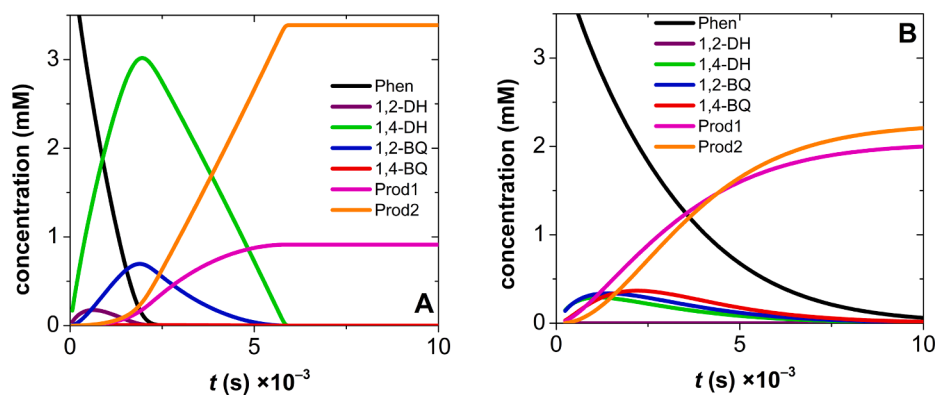 A
concentration (mM)
3
2
1
0
0
5
10
t (s) ×10⁻³
Phen
1,2-DH
1,4-DH
1,2-BQ
1,4-BQ
Prod1
Prod2
B
concentration (mM)
3
2
1
0
0
5
10
t (s) ×10⁻³
Phen
1,2-DH
1,4-DH
1,2-BQ
1,4-BQ
Prod1
Prod2